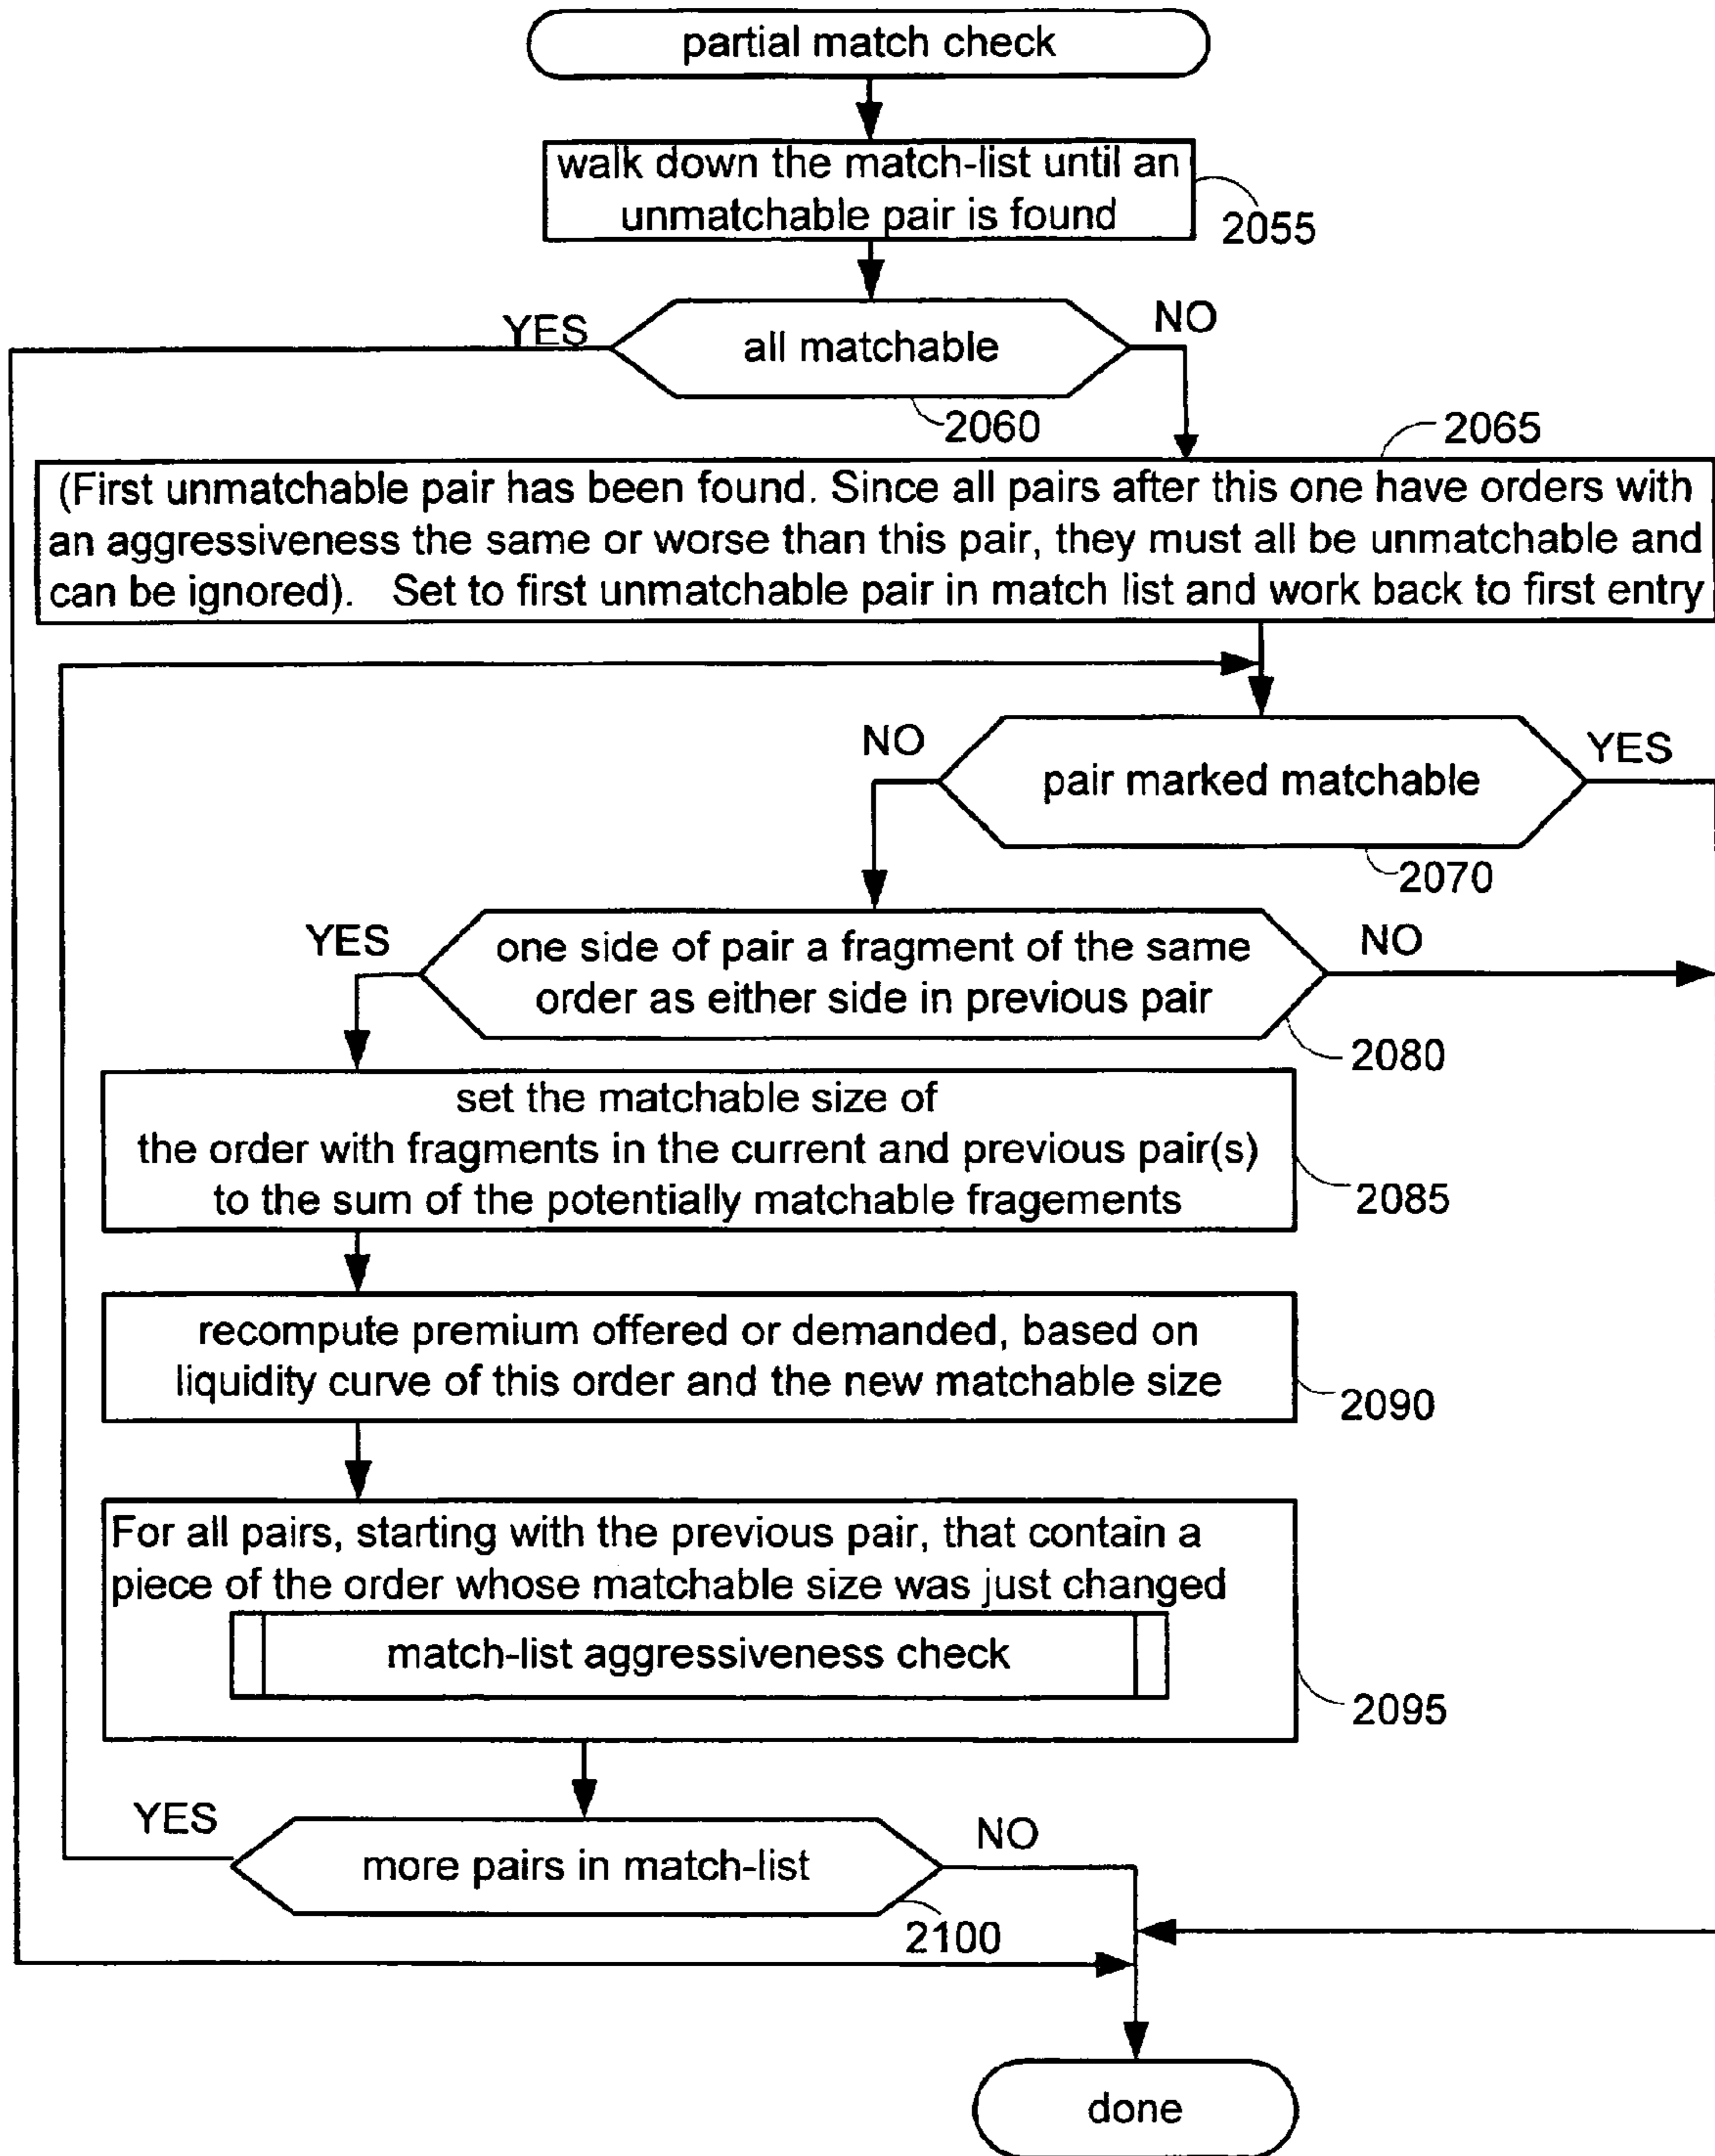 partial match check
walk down the match-list until an
unmatchable pair is found
2055
YES
NO
all matchable
2060
2065
(First unmatchable pair has been found. Since all pairs after this one have orders with
an aggressiveness the same or worse than this pair, they must all be unmatchable and
can be ignored). Set to first unmatchable pair in match list and work back to first entry
NO
YES
pair marked matchable
2070
YES
NO
one side of pair a fragment of the same
order as either side in previous pair
2080
set the matchable size of
the order with fragments in the current and previous pair(s)
to the sum of the potentially matchable fragements
2085
recompute premium offered or demanded, based on
liquidity curve of this order and the new matchable size
2090
For all pairs, starting with the previous pair, that contain a
piece of the order whose matchable size was just changed
match-list aggressiveness check
2095
YES
NO
more pairs in match-list
2100
done